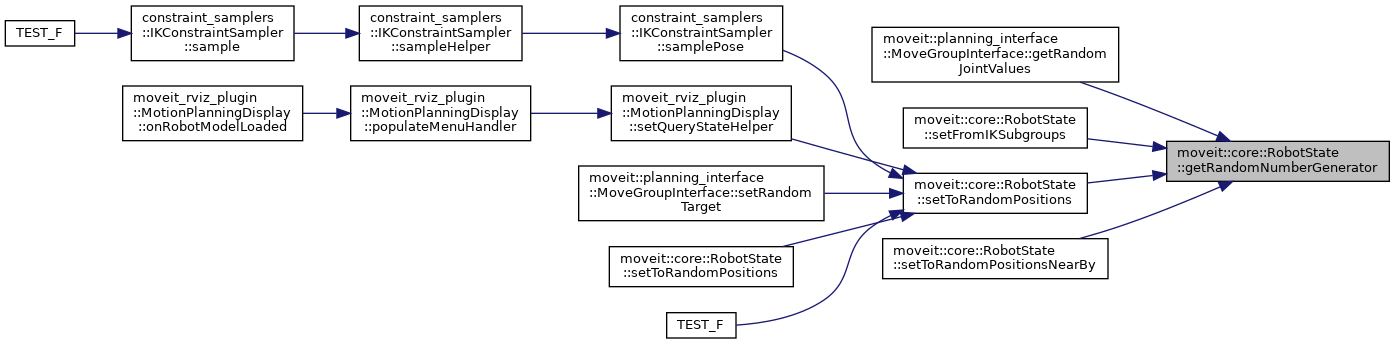 TEST_F
constraint_samplers
::IKConstraintSampler
::sample
constraint_samplers
::IKConstraintSampler
::sampleHelper
constraint_samplers
::IKConstraintSampler
::samplePose
moveit::planning_interface
::MoveGroupInterface::getRandom
JointValues
moveit_rviz_plugin
::MotionPlanningDisplay
::onRobotModelLoaded
moveit_rviz_plugin
::MotionPlanningDisplay
::populateMenuHandler
moveit_rviz_plugin
::MotionPlanningDisplay
::setQueryStateHelper
moveit::core::RobotState
::setFromIKSubgroups
moveit::core::RobotState
::getRandomNumberGenerator
moveit::planning_interface
::MoveGroupInterface::setRandom
Target
moveit::core::RobotState
::setToRandomPositions
moveit::core::RobotState
::setToRandomPositions
moveit::core::RobotState
::setToRandomPositionsNearBy
TEST_F